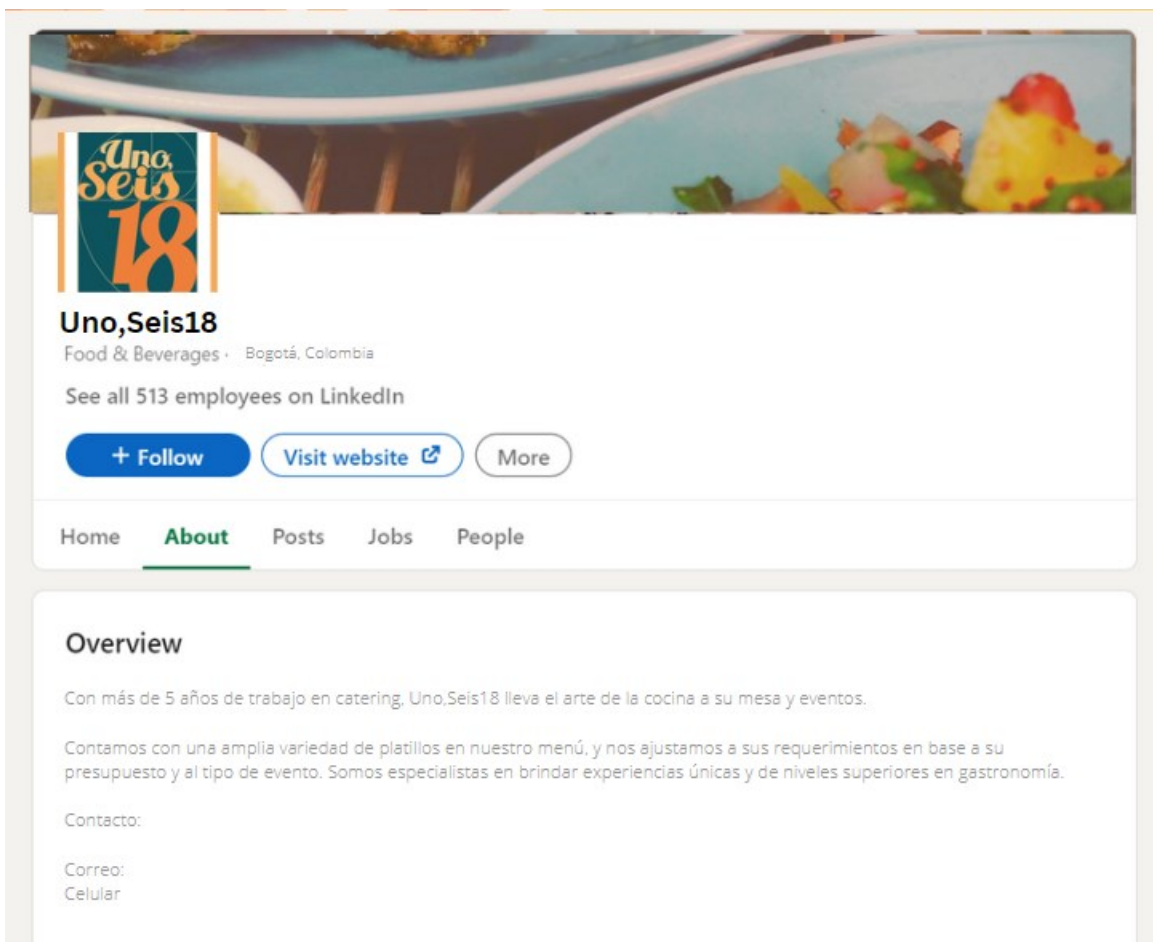 Uno,
Seis
18
Uno,Seis18
Food & Beverages · Bogotá, Colombia
See all 513 employees on LinkedIn
+ Follow
Visit website
More
Home About Posts Jobs People
Overview
Con más de 5 años de trabajo en catering, Uno,Seis18 lleva el arte de la cocina a su mesa y eventos.
Contamos con una amplia variedad de platillos en nuestro menú, y nos ajustamos a sus requerimientos en base a su
presupuesto y al tipo de evento. Somos especialistas en brindar experiencias únicas y de niveles superiores en gastronomía.
Contacto:
Correo:
Celular